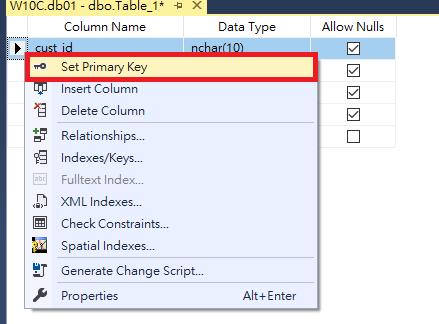 W10C.db01 - dbo.Table_1*
Column Name Data Type Allow Nulls
cust_id nchar(10)
Set Primary Key
Insert Column
Delete Column
Relationships...
Indexes/Keys...
abc Fulltext Index...
XML Indexes...
Check Constraints...
Spatial Indexes...
Generate Change Script...
Properties Alt+Enter